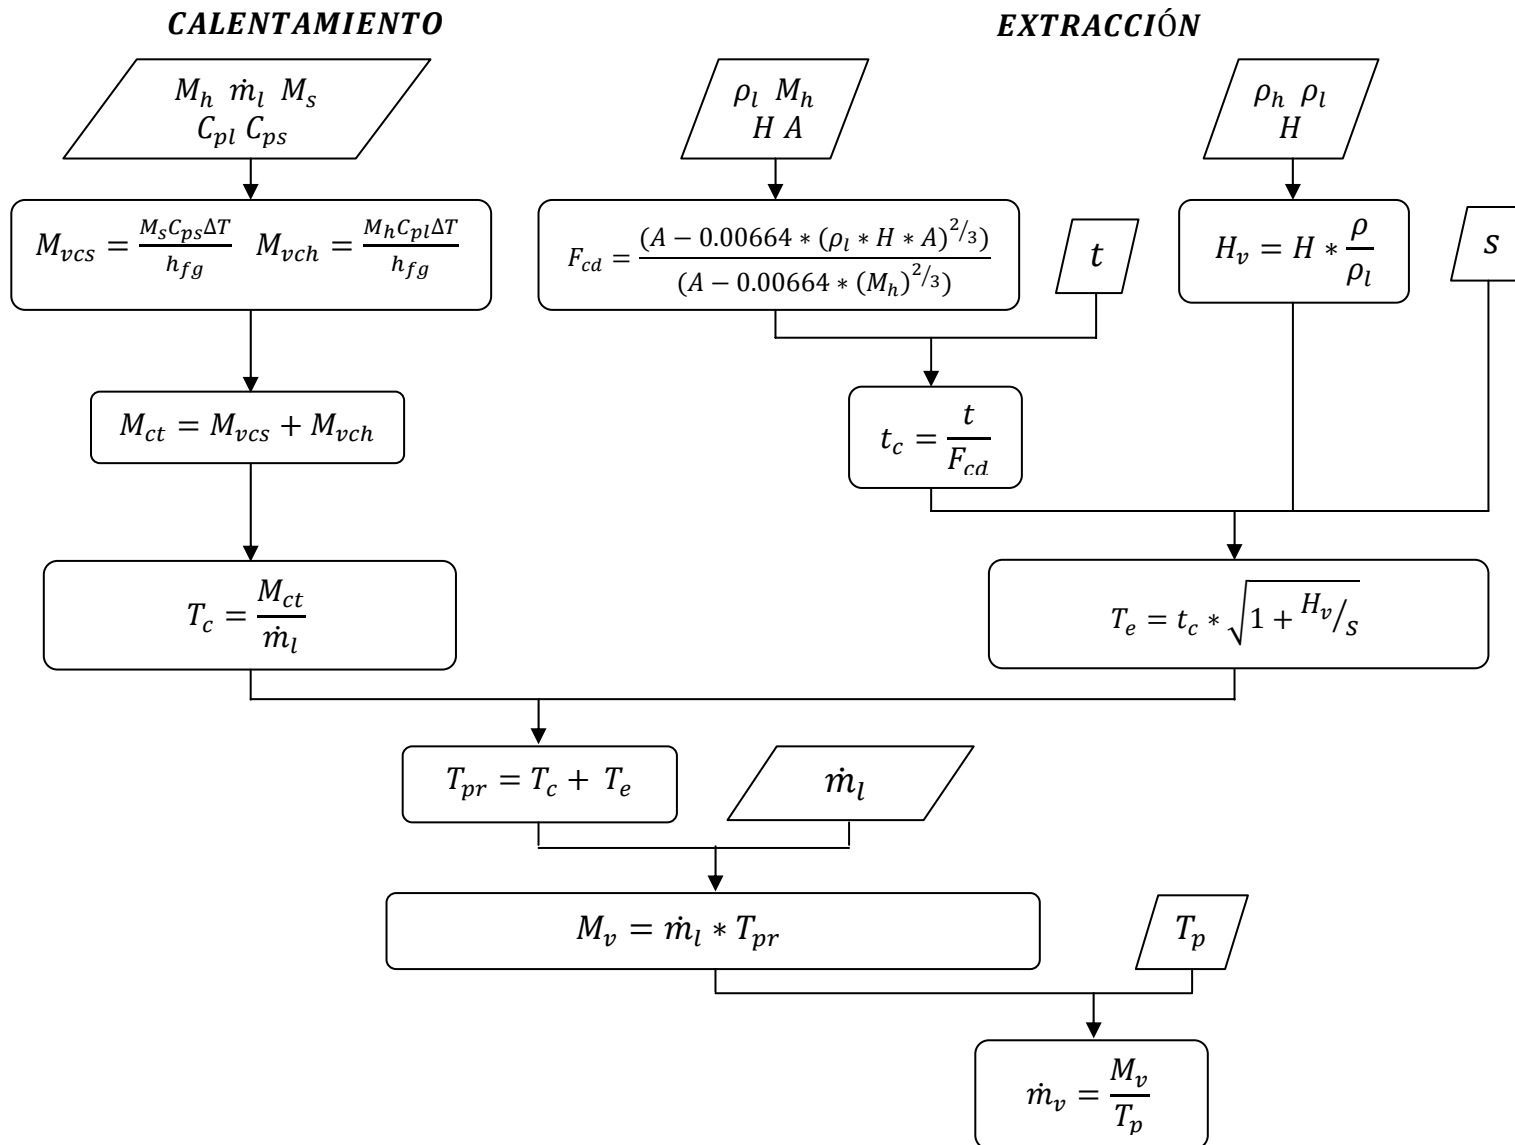 CALENTAMIENTO
EXTRACCIÓN
M_h ṁ_l M_s
C_pl C_ps
ρ_l M_h
H A
ρ_h ρ_l
H
M_vcs = M_s C_ps ΔT / h_fg M_vch = M_h C_pl ΔT / h_fg
F_cd = (A − 0.00664 * (ρ_l * H * A)^2/3) / (A − 0.00664 * (M_h)^2/3)
t
H_v = H * ρ / ρ_l
s
M_ct = M_vcs + M_vch
t_c = t / F_cd
T_c = M_ct / ṁ_l
T_e = t_c * √(1 + H_v/s)
T_pr = T_c + T_e
ṁ_l
M_v = ṁ_l * T_pr
T_p
ṁ_v = M_v / T_p